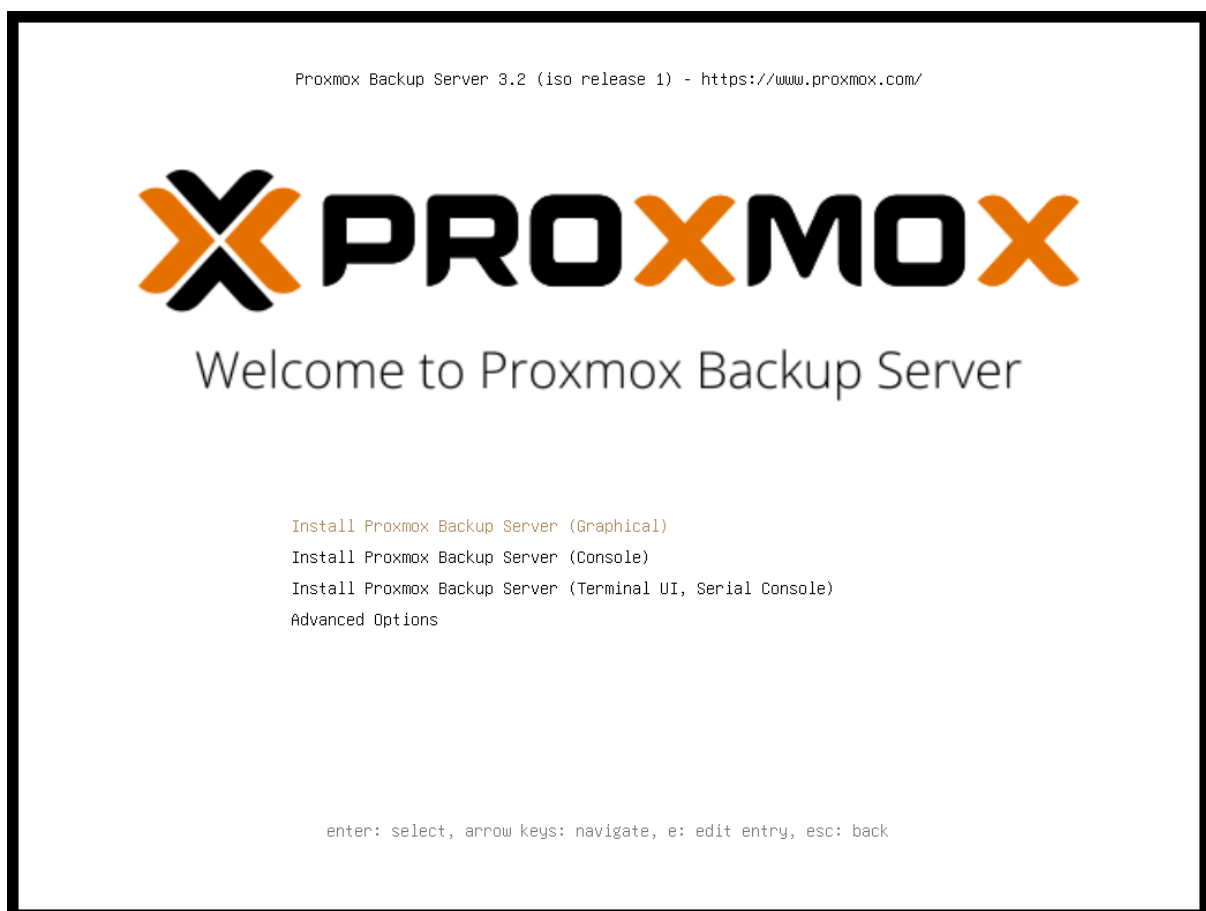 Proxmox Backup Server 3.2 (iso release 1) - https://www.proxmox.com/
PROXMOX
Welcome to Proxmox Backup Server
Install Proxmox Backup Server (Graphical)
Install Proxmox Backup Server (Console)
Install Proxmox Backup Server (Terminal UI, Serial Console)
Advanced Options
enter: select, arrow keys: navigate, e: edit entry, esc: back